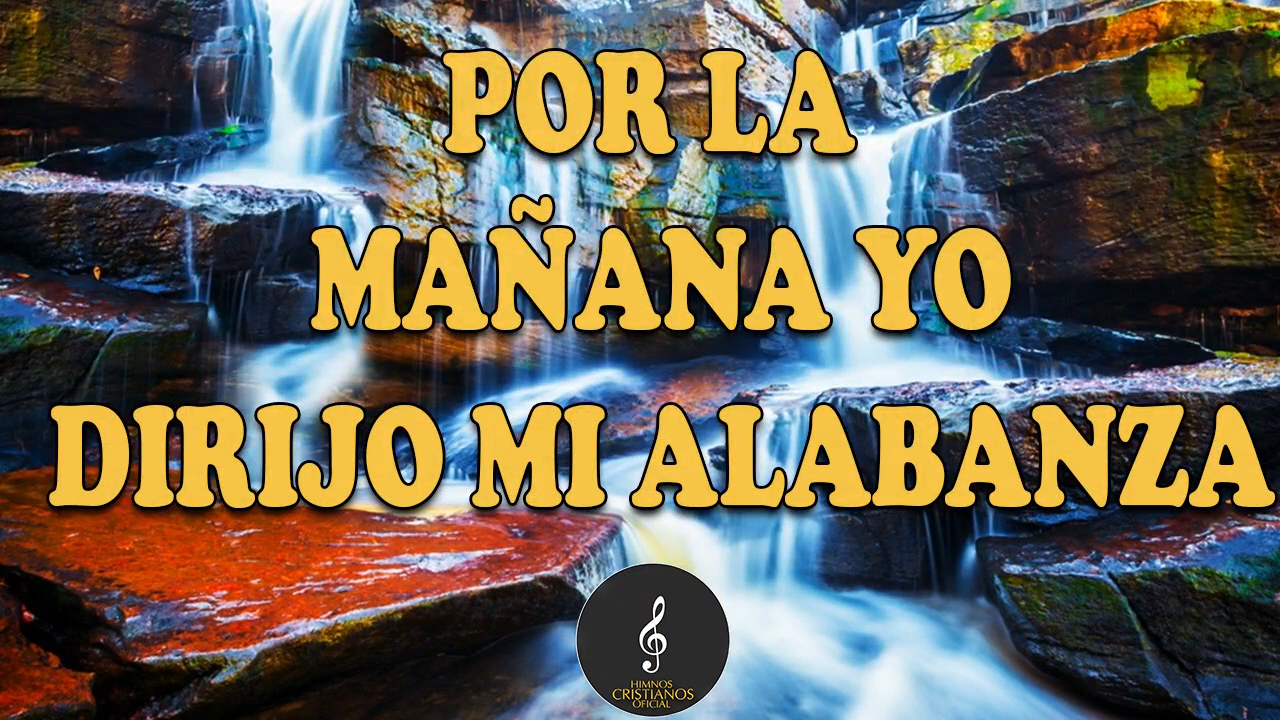 POR LA
MAÑANA YO
DIRIJO MI ALABANZA
HIMNOS
CRISTIANOS
OFICIAL